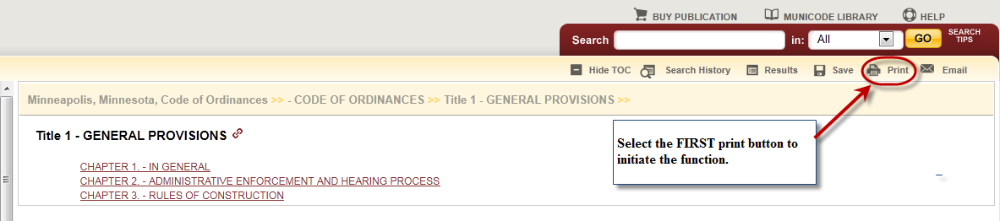 BUY PUBLICATION MUNICODE LIBRARY HELP
Search in: All GO SEARCH TIPS
Hide TOC Search History Results Save Print Email
Minneapolis, Minnesota, Code of Ordinances >> - CODE OF ORDINANCES >> Title 1 - GENERAL PROVISIONS >>
Title 1 - GENERAL PROVISIONS
Select the FIRST print button to
initiate the function.
CHAPTER 1. - IN GENERAL
CHAPTER 2. - ADMINISTRATIVE ENFORCEMENT AND HEARING PROCESS
CHAPTER 3. - RULES OF CONSTRUCTION